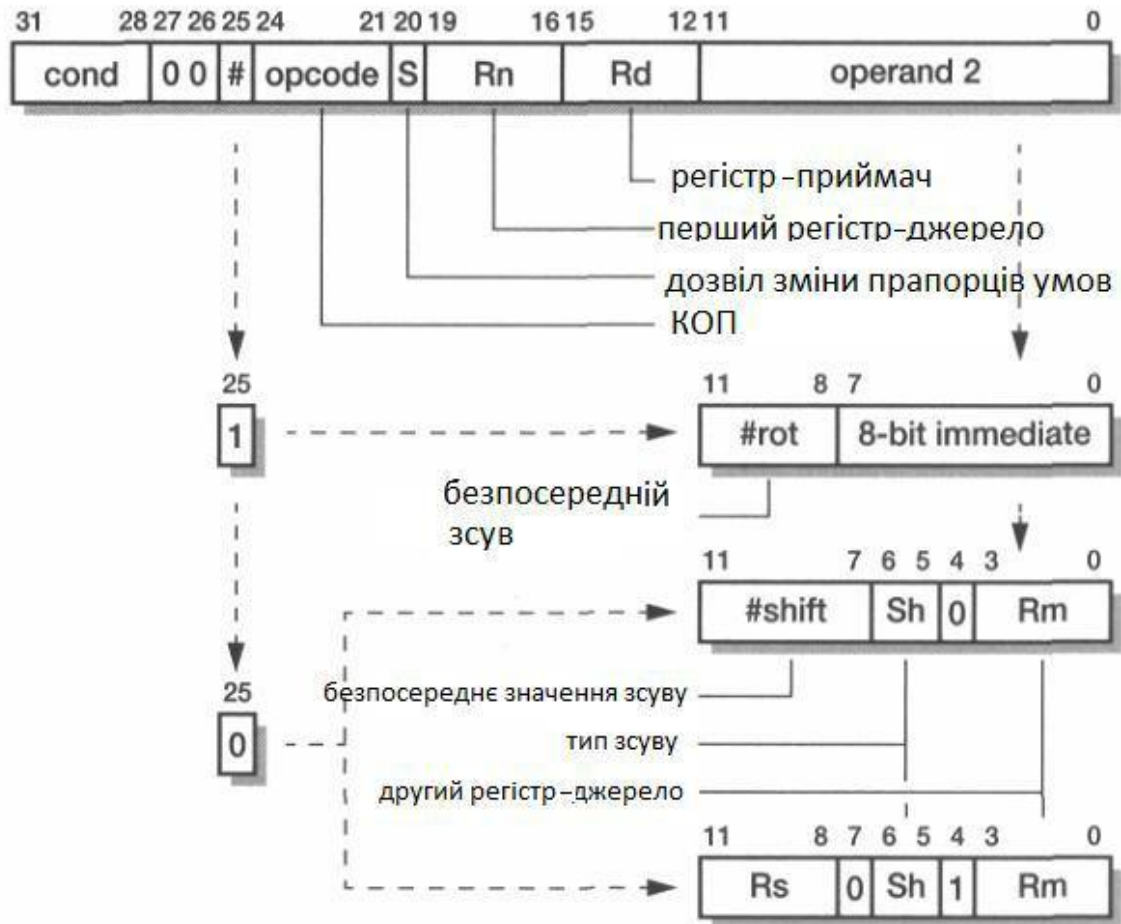 31 28 27 26 25 24 21 20 19 16 15 12 11 0
cond 0 0 # opcode S Rn Rd operand 2
регістр-приймач
перший регістр-джерело
дозвіл зміни прапорців умов
КОП
25 11 8 7 0
1 #rot 8-bit immediate
безпосередній
зсув
11 7 6 5 4 3 0
#shift Sh 0 Rm
безпосереднє значення зсуву
25
0
тип зсуву
другий регістр-джерело
11 8 7 6 5 4 3 0
Rs 0 Sh 1 Rm